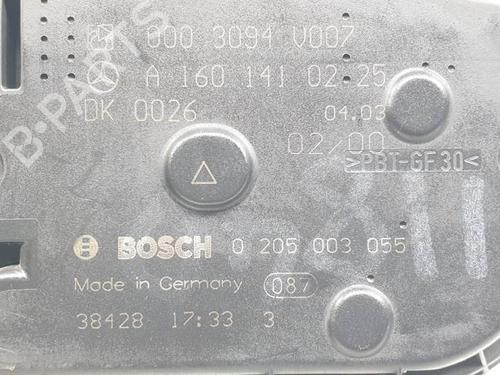 000 3094 V007
A 160 141 02 25
DK 0026
04.03
02/00
>PBT-GF30<
BOSCH 0 205 003 055
Made in Germany 087
38428 17:33 3
B-PARTS